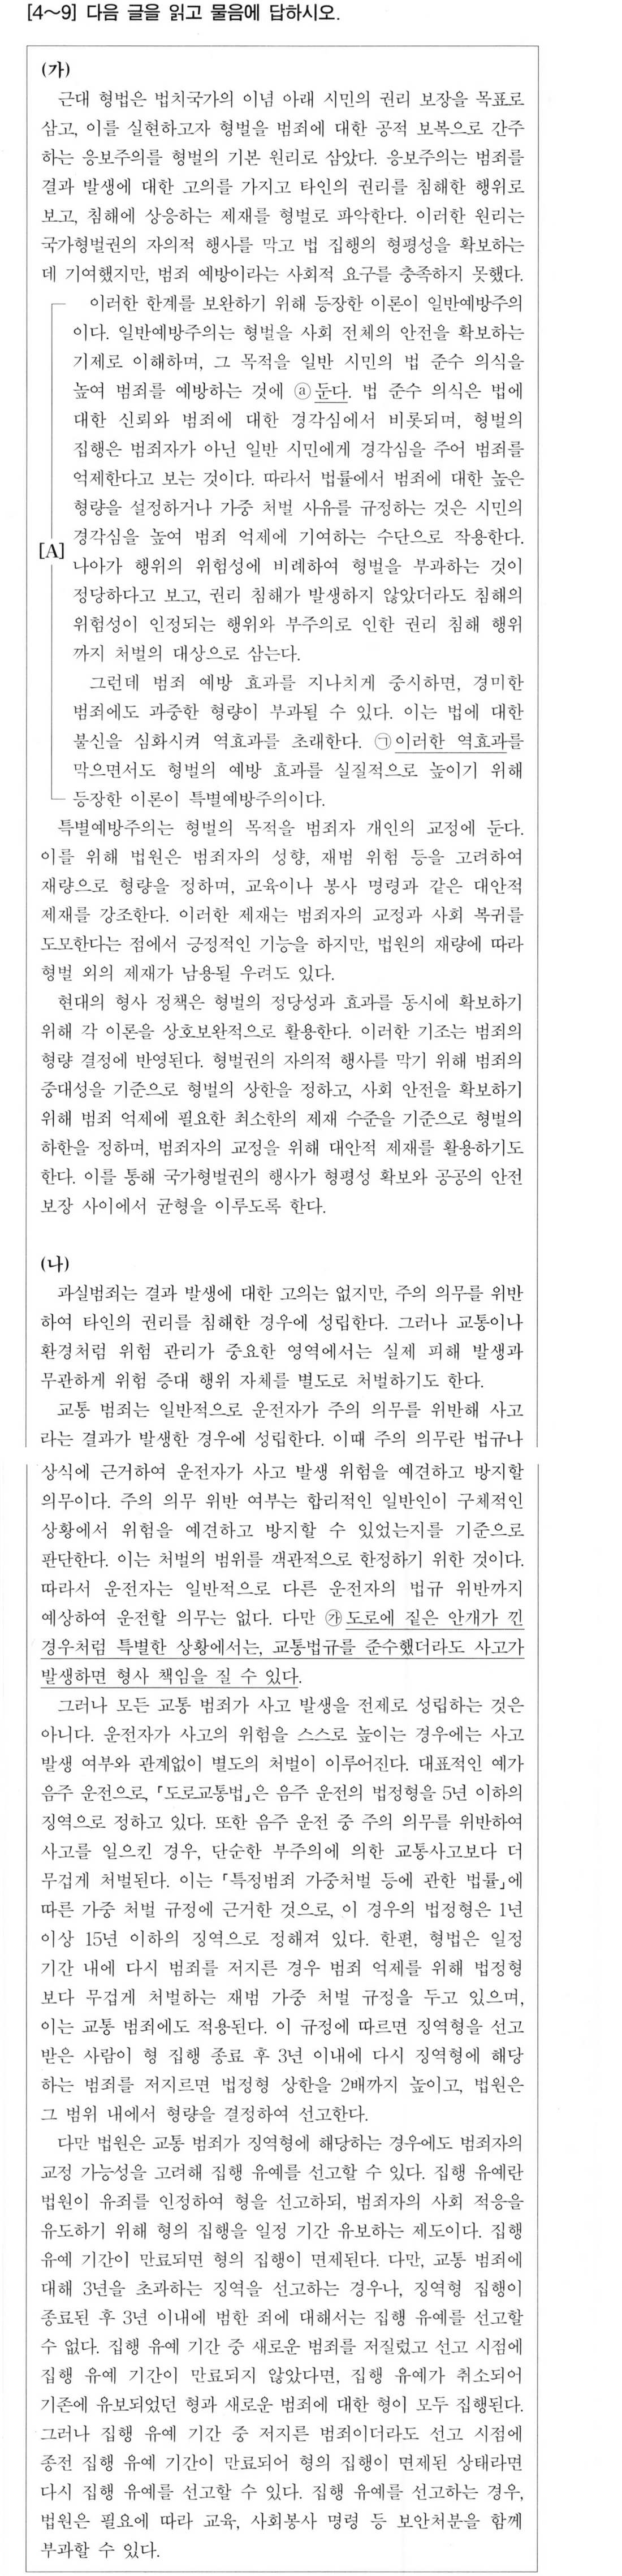 [4~9] 다음 글을 읽고 물음에 답하시오.
(가)
근대 형법은 법치국가의 이념 아래 시민의 권리 보장을 목표로
삼고, 이를 실현하고자 형벌을 범죄에 대한 공적 보복으로 간주
하는 응보주의를 형벌의 기본 원리로 삼았다. 응보주의는 범죄를
결과 발생에 대한 고의를 가지고 타인의 권리를 침해한 행위로
보고, 침해에 상응하는 제재를 형벌로 파악한다. 이러한 원리는
국가형벌권의 자의적 행사를 막고 법 집행의 형평성을 확보하는
데 기여했지만, 범죄 예방이라는 사회적 요구를 충족하지 못했다.
이러한 한계를 보완하기 위해 등장한 이론이 일반예방주의
이다. 일반예방주의는 형벌을 사회 전체의 안전을 확보하는
기제로 이해하며, 그 목적을 일반 시민의 법 준수 의식을
높여 범죄를 예방하는 것에 ⓐ둔다. 법 준수 의식은 법에
대한 신뢰와 범죄에 대한 경각심에서 비롯되며, 형벌의
집행은 범죄자가 아닌 일반 시민에게 경각심을 주어 범죄를
억제한다고 보는 것이다. 따라서 법률에서 범죄에 대한 높은
형량을 설정하거나 가중 처벌 사유를 규정하는 것은 시민의
[A] 경각심을 높여 범죄 억제에 기여하는 수단으로 작용한다.
나아가 행위의 위험성에 비례하여 형벌을 부과하는 것이
정당하다고 보고, 권리 침해가 발생하지 않았더라도 침해의
위험성이 인정되는 행위와 부주의로 인한 권리 침해 행위
까지 처벌의 대상으로 삼는다.
그런데 범죄 예방 효과를 지나치게 중시하면, 경미한
범죄에도 과중한 형량이 부과될 수 있다. 이는 법에 대한
불신을 심화시켜 역효과를 초래한다. ㉠이러한 역효과를
막으면서도 형벌의 예방 효과를 실질적으로 높이기 위해
등장한 이론이 특별예방주의이다.
특별예방주의는 형벌의 목적을 범죄자 개인의 교정에 둔다.
이를 위해 법원은 범죄자의 성향, 재범 위험 등을 고려하여
재량으로 형량을 정하며, 교육이나 봉사 명령과 같은 대안적
제재를 강조한다. 이러한 제재는 범죄자의 교정과 사회 복귀를
도모한다는 점에서 긍정적인 기능을 하지만, 법원의 재량에 따라
형벌 외의 제재가 남용될 우려도 있다.
현대의 형사 정책은 형벌의 정당성과 효과를 동시에 확보하기
위해 각 이론을 상호보완적으로 활용한다. 이러한 기조는 범죄의
형량 결정에 반영된다. 형벌권의 자의적 행사를 막기 위해 범죄의
중대성을 기준으로 형벌의 상한을 정하고, 사회 안전을 확보하기
위해 범죄 억제에 필요한 최소한의 제재 수준을 기준으로 형벌의
하한을 정하며, 범죄자의 교정을 위해 대안적 제재를 활용하기도
한다. 이를 통해 국가형벌권의 행사가 형평성 확보와 공공의 안전
보장 사이에서 균형을 이루도록 한다.
(나)
과실범죄는 결과 발생에 대한 고의는 없지만, 주의 의무를 위반
하여 타인의 권리를 침해한 경우에 성립한다. 그러나 교통이나
환경처럼 위험 관리가 중요한 영역에서는 실제 피해 발생과
무관하게 위험 증대 행위 자체를 별도로 처벌하기도 한다.
교통 범죄는 일반적으로 운전자가 주의 의무를 위반해 사고
라는 결과가 발생한 경우에 성립한다. 이때 주의 의무란 법규나
상식에 근거하여 운전자가 사고 발생 위험을 예견하고 방지할
의무이다. 주의 의무 위반 여부는 합리적인 일반인이 구체적인
상황에서 위험을 예견하고 방지할 수 있었는지를 기준으로
판단한다. 이는 처벌의 범위를 객관적으로 한정하기 위한 것이다.
따라서 운전자는 일반적으로 다른 운전자의 법규 위반까지
예상하여 운전할 의무는 없다. 다만 ㉮도로에 짙은 안개가 낀
경우처럼 특별한 상황에서는, 교통법규를 준수했더라도 사고가
발생하면 형사 책임을 질 수 있다.
그러나 모든 교통 범죄가 사고 발생을 전제로 성립하는 것은
아니다. 운전자가 사고의 위험을 스스로 높이는 경우에는 사고
발생 여부와 관계없이 별도의 처벌이 이루어진다. 대표적인 예가
음주 운전으로, 「도로교통법」은 음주 운전의 법정형을 5년 이하의
징역으로 정하고 있다. 또한 음주 운전 중 주의 의무를 위반하여
사고를 일으킨 경우, 단순한 부주의에 의한 교통사고보다 더
무겁게 처벌된다. 이는 「특정범죄 가중처벌 등에 관한 법률」에
따른 가중 처벌 규정에 근거한 것으로, 이 경우의 법정형은 1년
이상 15년 이하의 징역으로 정해져 있다. 한편, 형법은 일정
기간 내에 다시 범죄를 저지른 경우 범죄 억제를 위해 법정형
보다 무겁게 처벌하는 재범 가중 처벌 규정을 두고 있으며,
이는 교통 범죄에도 적용된다. 이 규정에 따르면 징역형을 선고
받은 사람이 형 집행 종료 후 3년 이내에 다시 징역형에 해당
하는 범죄를 저지르면 법정형 상한을 2배까지 높이고, 법원은
그 범위 내에서 형량을 결정하여 선고한다.
다만 법원은 교통 범죄가 징역형에 해당하는 경우에도 범죄자의
교정 가능성을 고려해 집행 유예를 선고할 수 있다. 집행 유예란
법원이 유죄를 인정하여 형을 선고하되, 범죄자의 사회 적응을
유도하기 위해 형의 집행을 일정 기간 유보하는 제도이다. 집행
유예 기간이 만료되면 형의 집행이 면제된다. 다만, 교통 범죄에
대해 3년을 초과하는 징역을 선고하는 경우나, 징역형 집행이
종료된 후 3년 이내에 범한 죄에 대해서는 집행 유예를 선고할
수 없다. 집행 유예 기간 중 새로운 범죄를 저질렀고 선고 시점에
집행 유예 기간이 만료되지 않았다면, 집행 유예가 취소되어
기존에 유보되었던 형과 새로운 범죄에 대한 형이 모두 집행된다.
그러나 집행 유예 기간 중 저지른 범죄이더라도 선고 시점에
종전 집행 유예 기간이 만료되어 형의 집행이 면제된 상태라면
다시 집행 유예를 선고할 수 있다. 집행 유예를 선고하는 경우,
법원은 필요에 따라 교육, 사회봉사 명령 등 보안처분을 함께
부과할 수 있다.